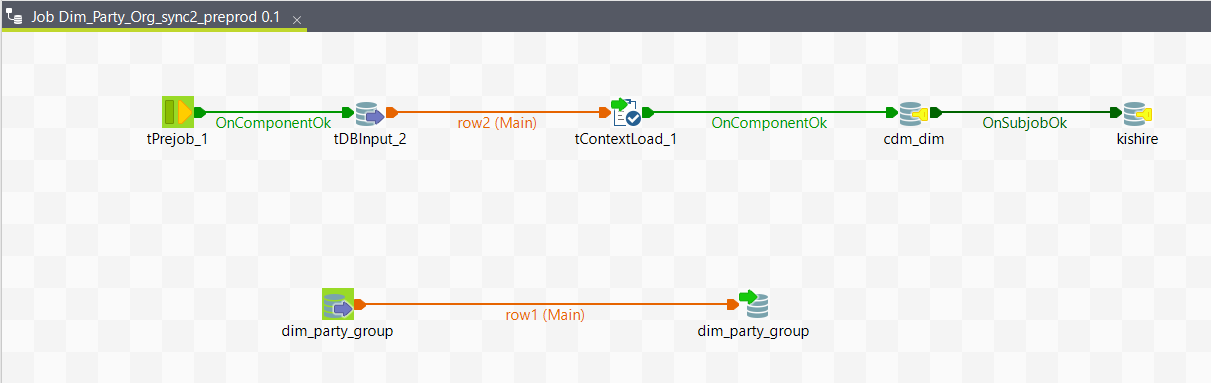 Job Dim_Party_Org_sync2_preprod 0.1
OnComponentOk
row2 (Main)
OnComponentOk
OnSubjobOk
tPrejob_1
tDBInput_2
tContextLoad_1
cdm_dim
kishire
row1 (Main)
dim_party_group
dim_party_group